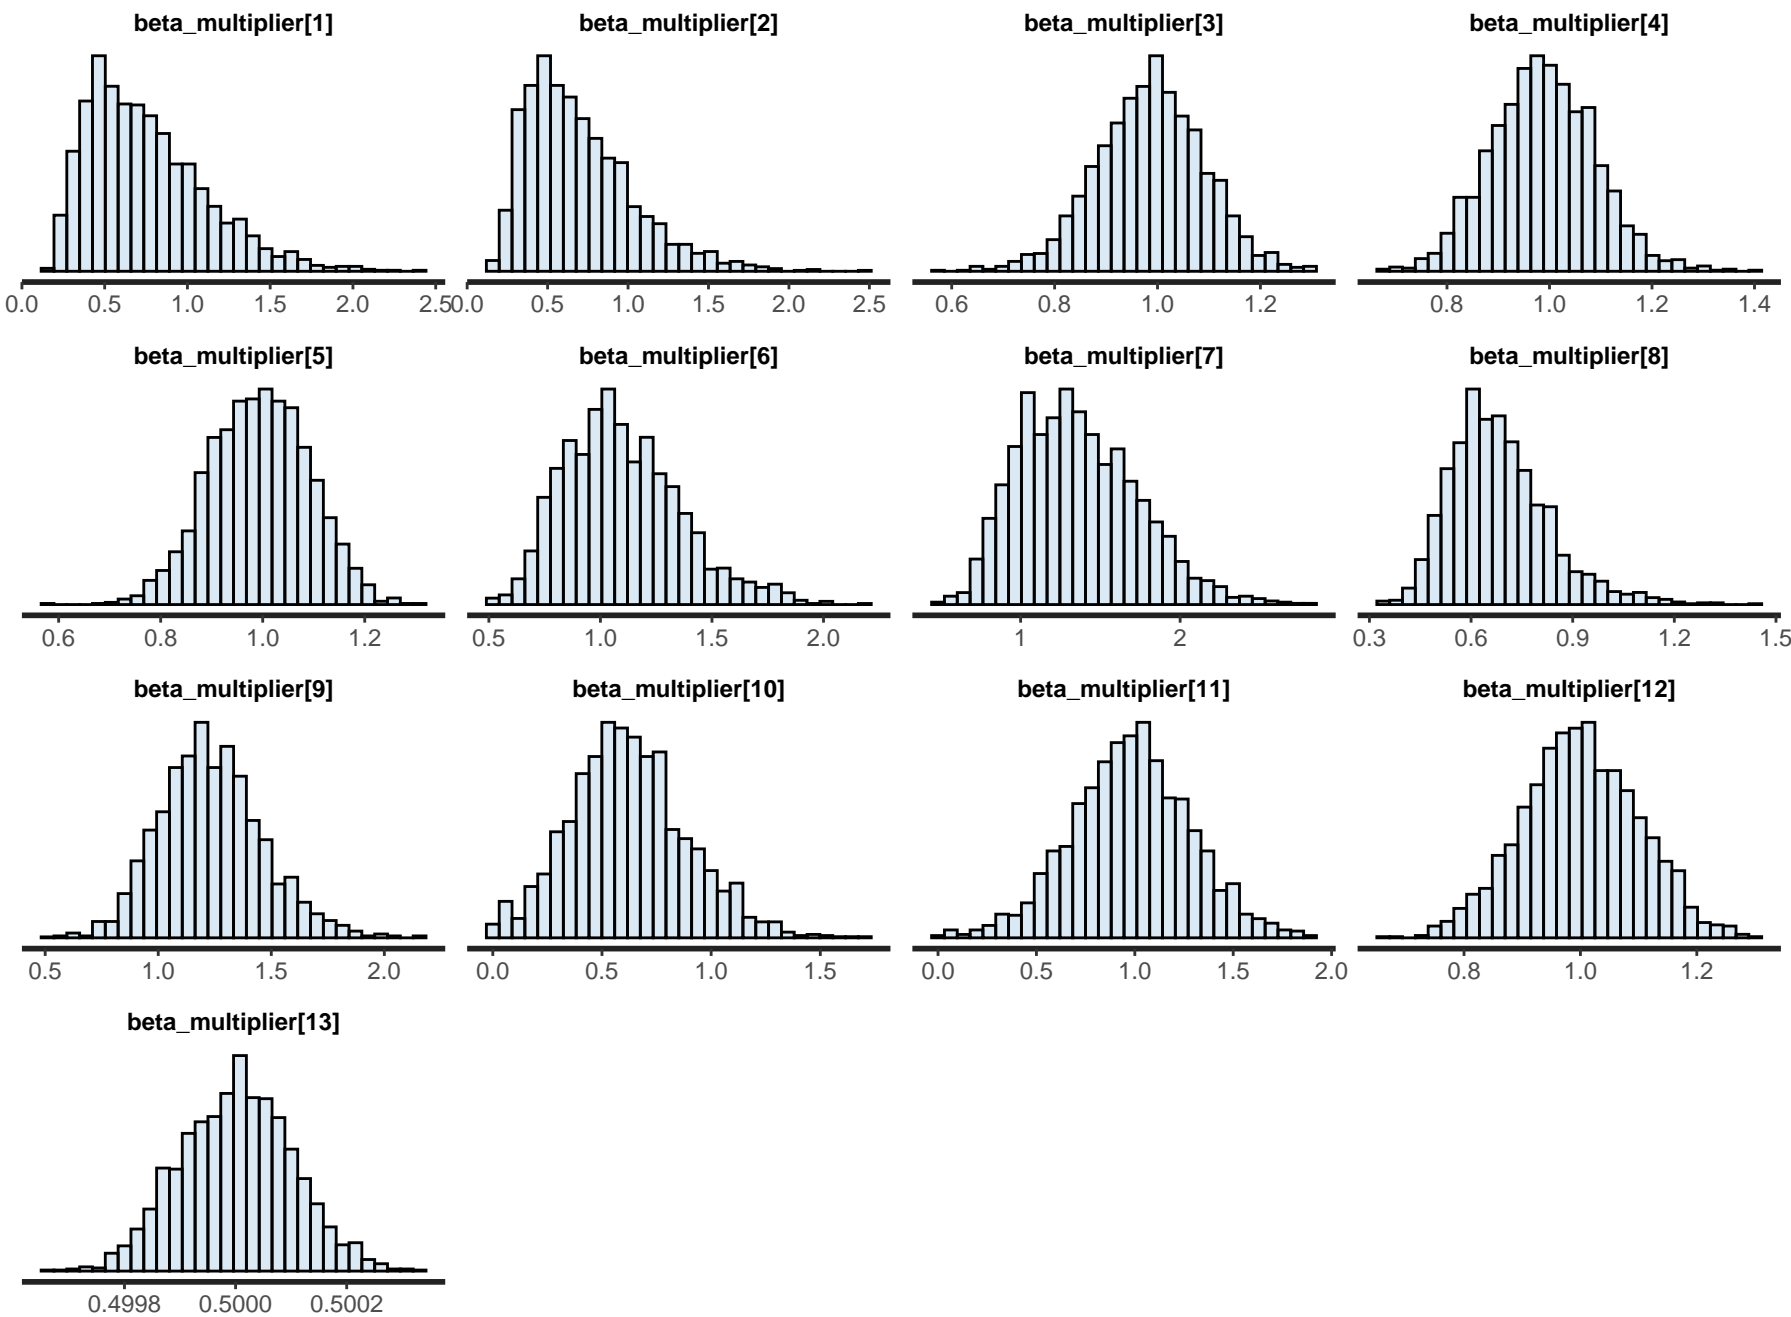 beta_multiplier[1] beta_multiplier[2] beta_multiplier[3] beta_multiplier[4]
0.0 0.5 1.0 1.5 2.0 2.5 0.0 0.5 1.0 1.5 2.0 2.5 0.6 0.8 1.0 1.2 0.8 1.0 1.2 1.4
beta_multiplier[5] beta_multiplier[6] beta_multiplier[7] beta_multiplier[8]
0.6 0.8 1.0 1.2 0.5 1.0 1.5 2.0 1 2 0.3 0.6 0.9 1.2 1.5
beta_multiplier[9] beta_multiplier[10] beta_multiplier[11] beta_multiplier[12]
0.5 1.0 1.5 2.0 0.0 0.5 1.0 1.5 0.0 0.5 1.0 1.5 2.0 0.8 1.0 1.2
beta_multiplier[13]
0.4998 0.5000 0.5002